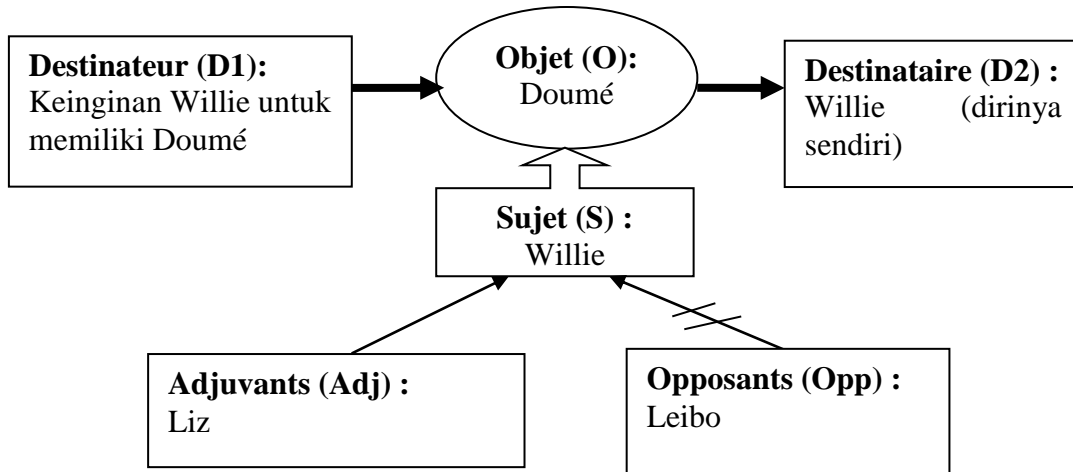 Destinateur (D1):
Keinginan Willie untuk
memiliki Doumé
Objet (O):
Doumé
Destinataire (D2) :
Willie (dirinya
sendiri)
Sujet (S) :
Willie
Adjuvants (Adj) :
Liz
Opposants (Opp) :
Leibo